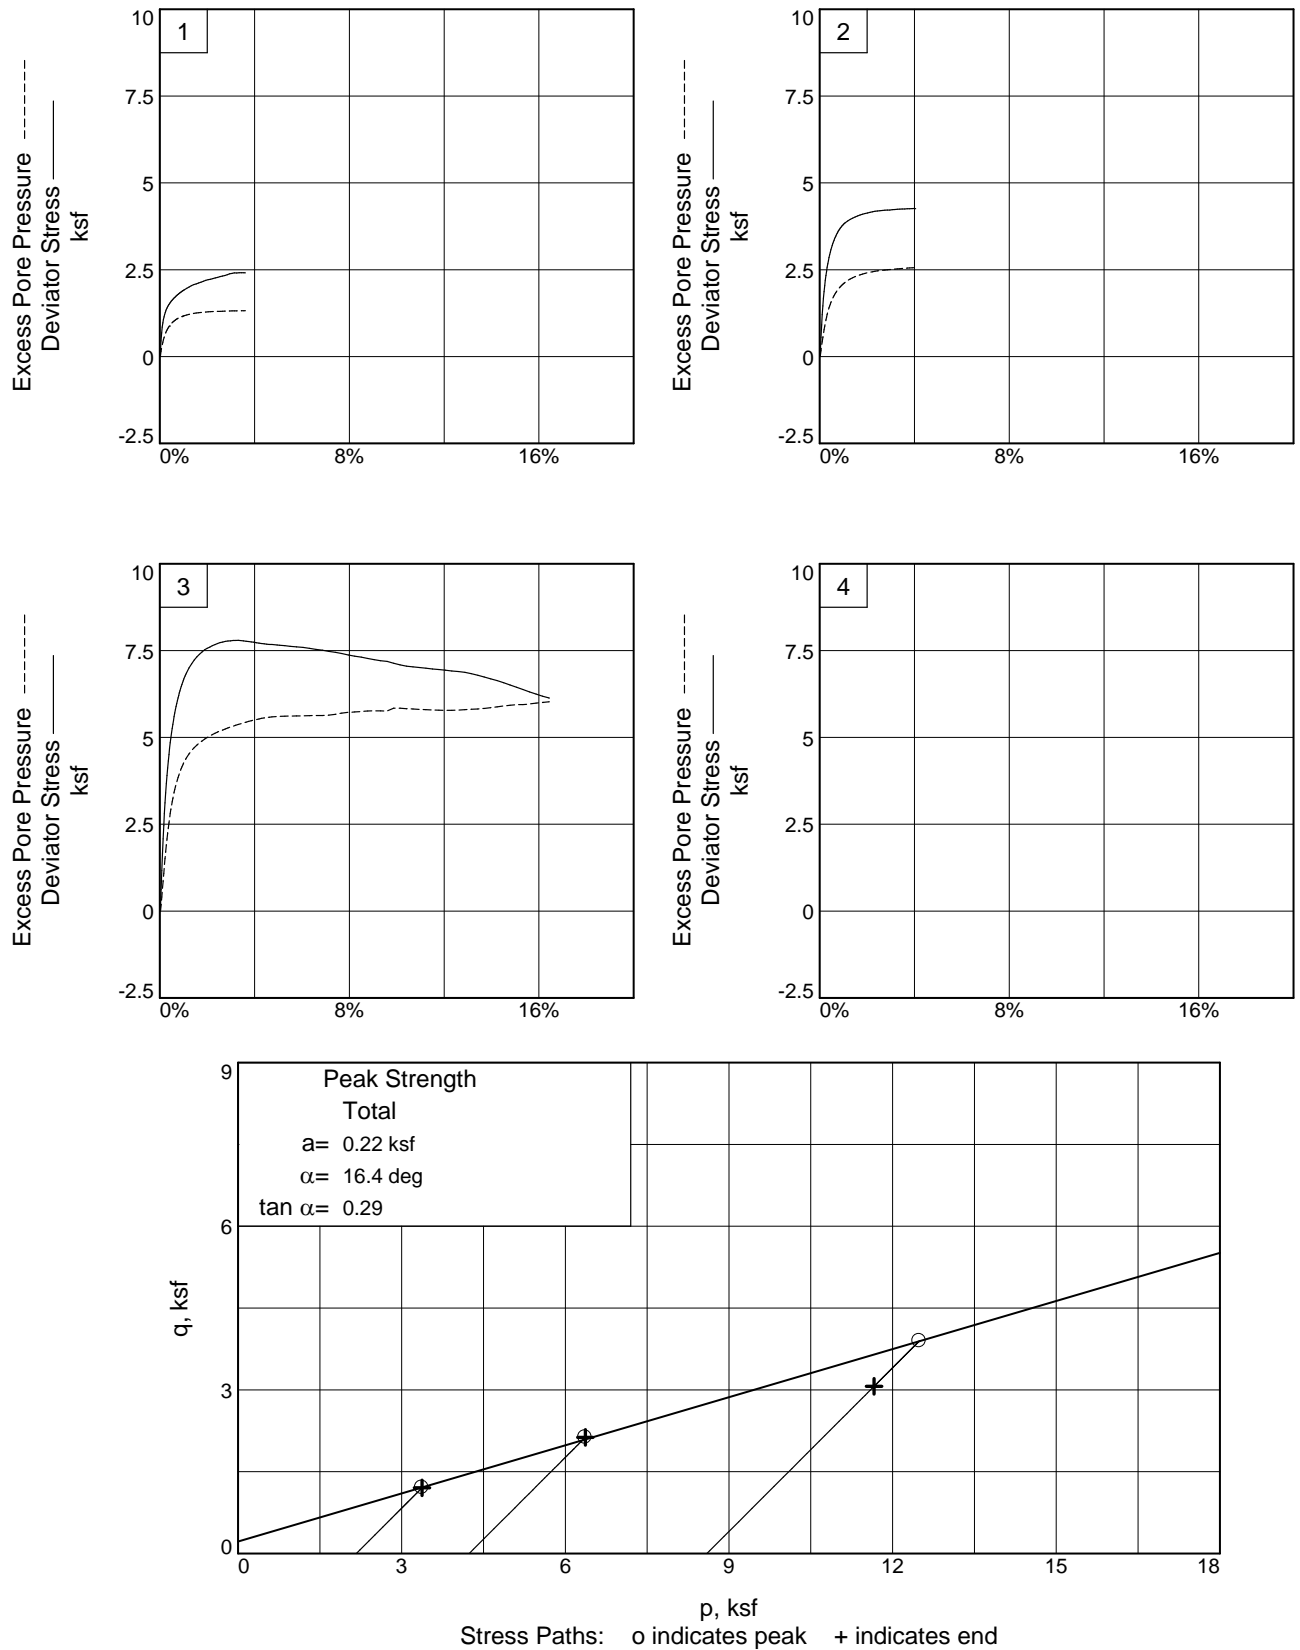 1
10
7.5
5
2.5
0
-2.5
0%
8%
16%
Excess Pore Pressure
Deviator Stress
ksf
2
10
7.5
5
2.5
0
-2.5
0%
8%
16%
Excess Pore Pressure
Deviator Stress
ksf
3
10
7.5
5
2.5
0
-2.5
0%
8%
16%
Excess Pore Pressure
Deviator Stress
ksf
4
10
7.5
5
2.5
0
-2.5
0%
8%
16%
Excess Pore Pressure
Deviator Stress
ksf
Peak Strength
Total
a= 0.22 ksf
α= 16.4 deg
tan α= 0.29
9
6
3
0
q, ksf
0 3 6 9 12 15 18
p, ksf
Stress Paths: o indicates peak + indicates end